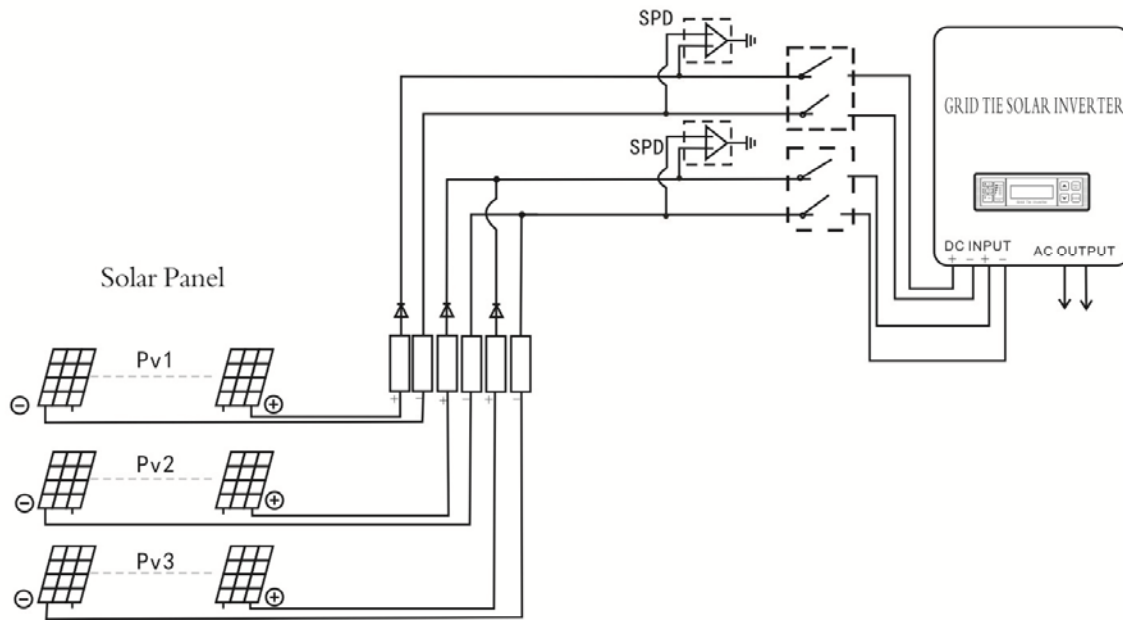 SPD
GRID TIE SOLAR INVERTER
SPD
DC INPUT
AC OUTPUT
+ − + −
Solar Panel
Pv1
+ − + − + −
⊖ ⊕
Pv2
⊖ ⊕
Pv3
⊖ ⊕